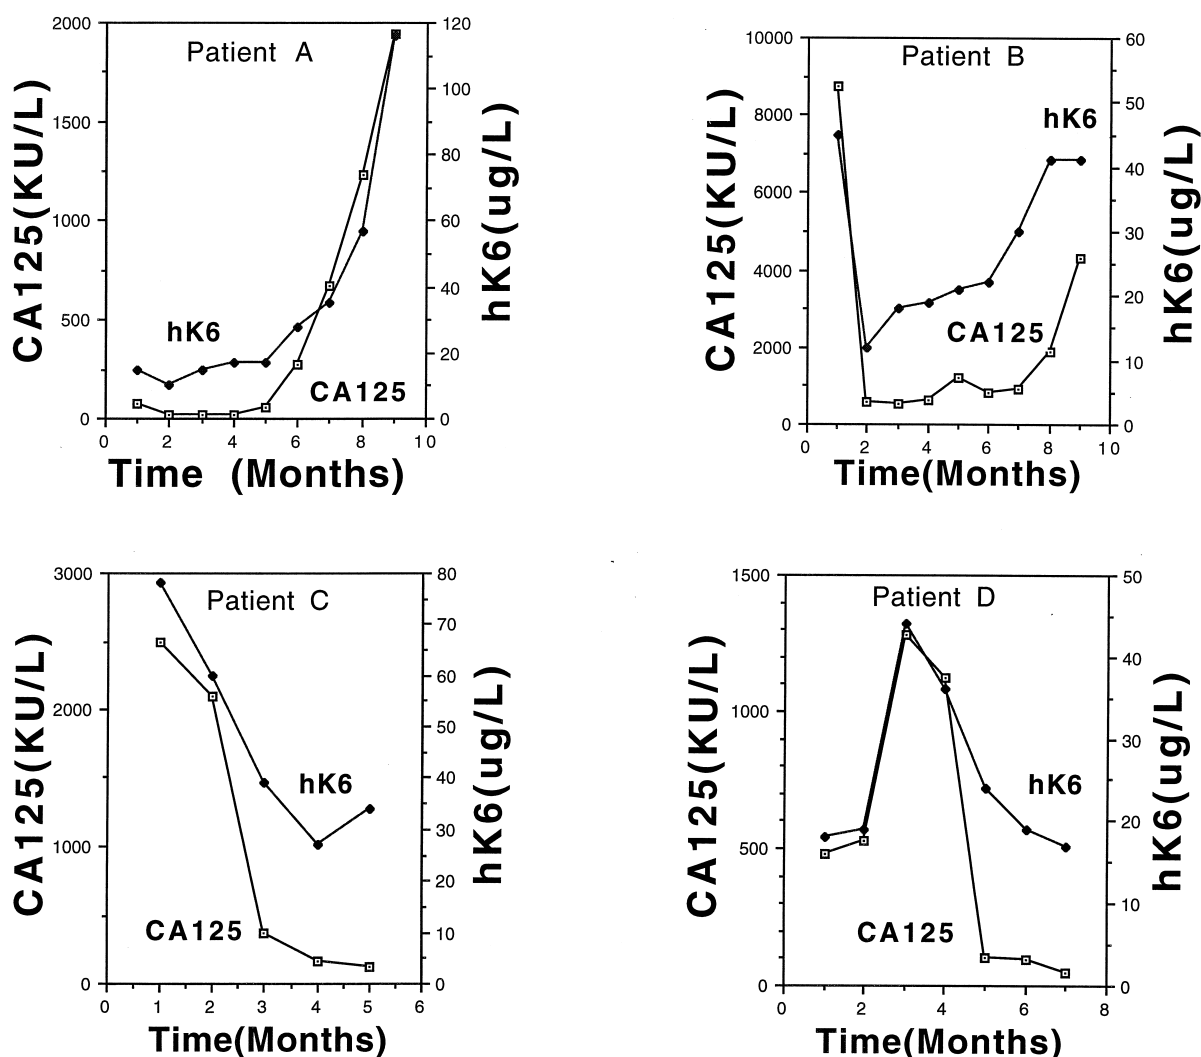 Patient A
CA125(KU/L)
2000
1500
1000
500
0
hK6(ug/L)
120
100
80
60
40
20
0
hK6
CA125
0 2 4 6 8 10
Time (Months)
Patient B
CA125(KU/L)
10000
8000
6000
4000
2000
0
hK6(ug/L)
60
50
40
30
20
10
0
hK6
CA125
0 2 4 6 8 10
Time(Months)
Patient C
CA125(KU/L)
3000
2000
1000
0
hK6(ug/L)
80
70
60
50
40
30
20
10
0
hK6
CA125
0 1 2 3 4 5 6
Time(Months)
Patient D
CA125(KU/L)
1500
1000
500
0
hK6(ug/L)
50
40
30
20
10
0
hK6
CA125
0 2 4 6 8
Time(Months)